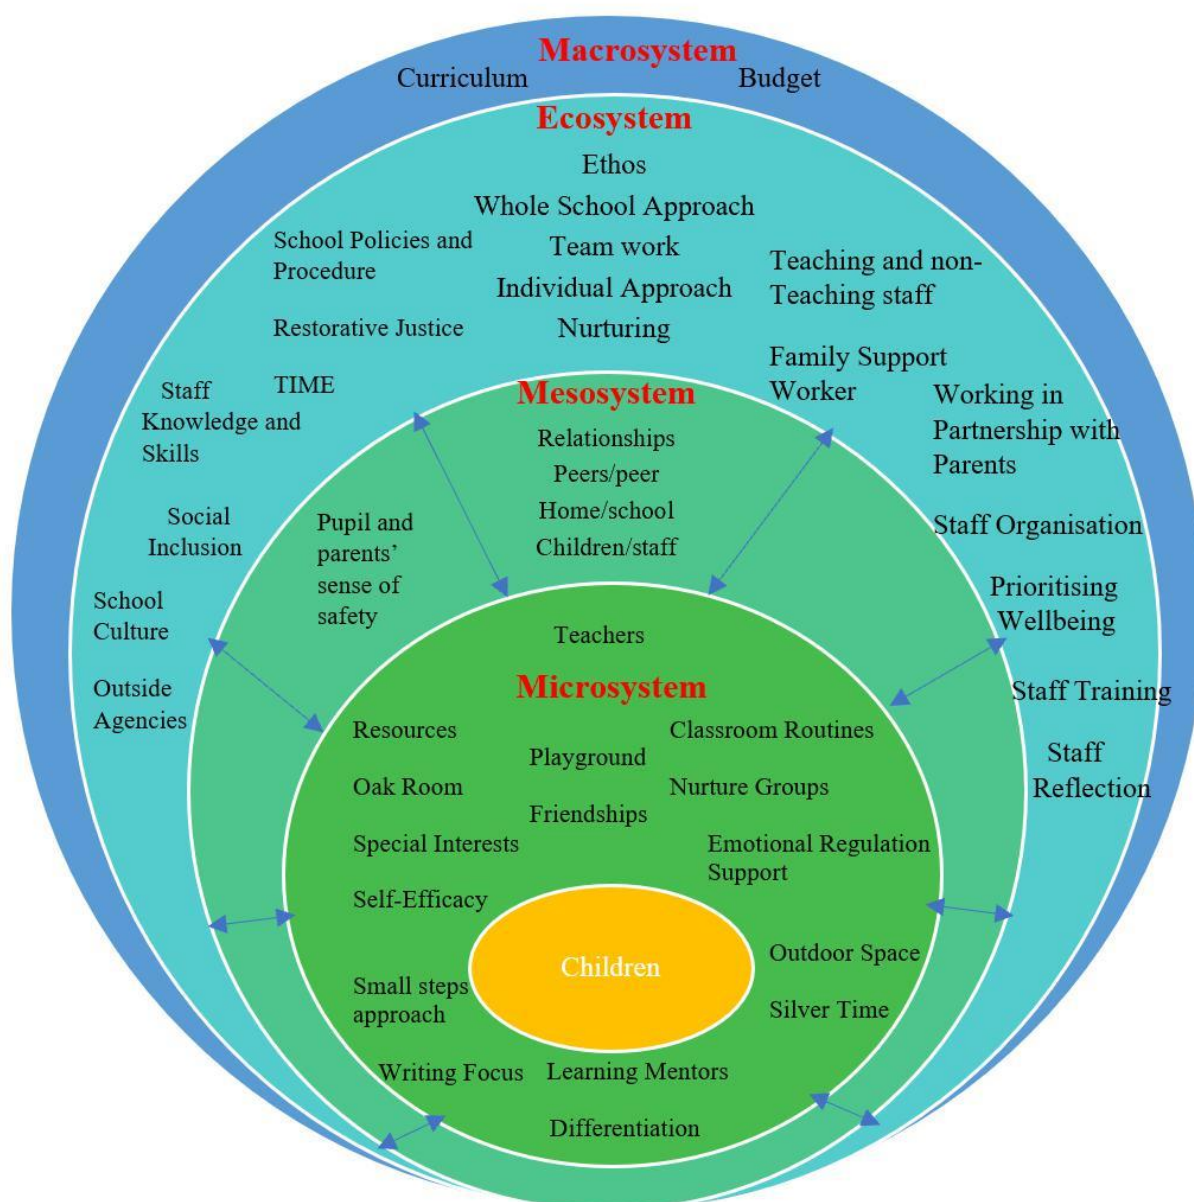 Macrosystem
Curriculum
Budget
Ecosystem
Ethos
Whole School Approach
Team work
Individual Approach
Nurturing
School Policies and
Procedure
Restorative Justice
TIME
Staff
Knowledge and
Skills
Social
Inclusion
School
Culture
Outside
Agencies
Teaching and non-
Teaching staff
Family Support
Worker
Working in
Partnership with
Parents
Staff Organisation
Prioritising
Wellbeing
Staff Training
Staff
Reflection
Mesosystem
Relationships
Peers/peer
Home/school
Children/staff
Pupil and
parents’
sense of
safety
Teachers
Microsystem
Resources
Oak Room
Special Interests
Self-Efficacy
Small steps
approach
Writing Focus
Playground
Friendships
Classroom Routines
Nurture Groups
Emotional Regulation
Support
Outdoor Space
Silver Time
Learning Mentors
Differentiation
Children